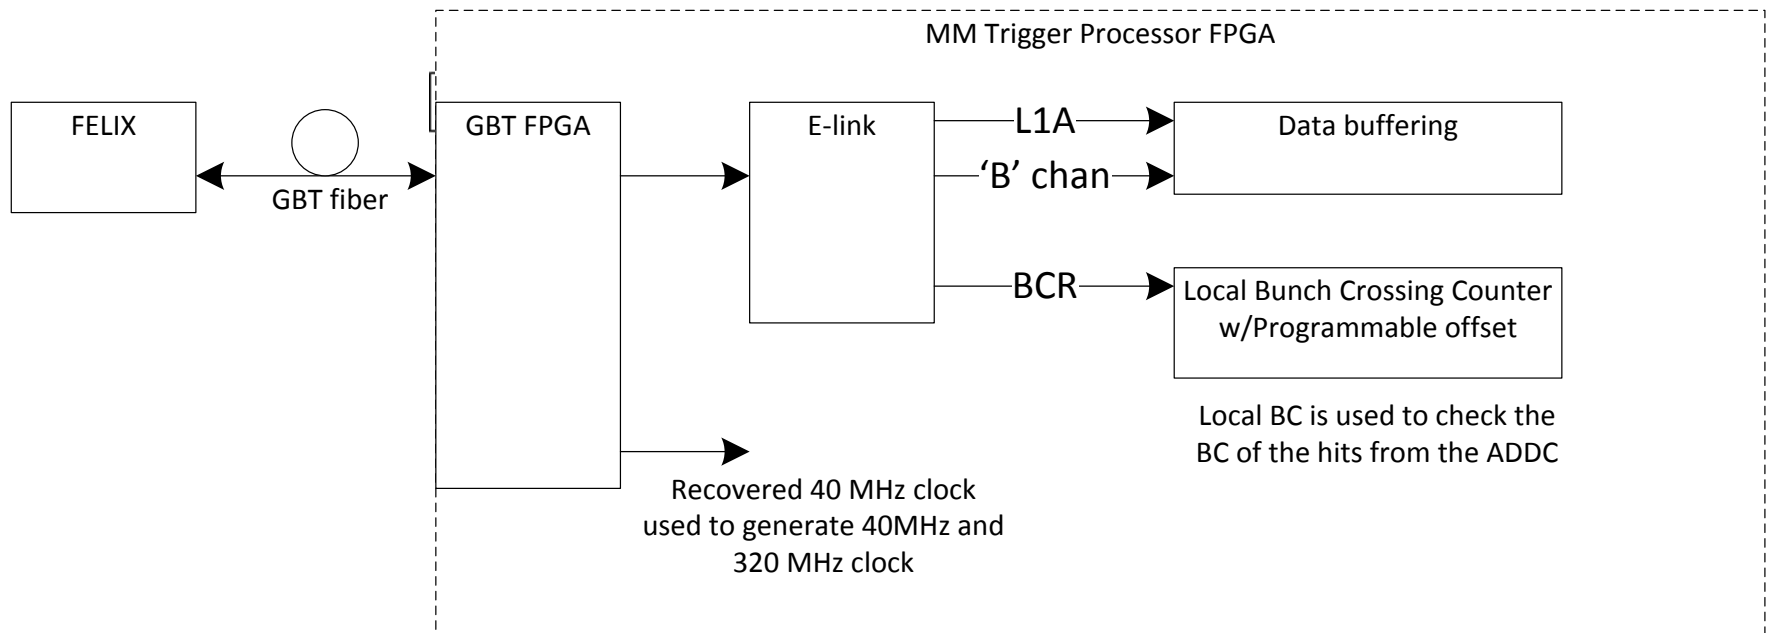 MM Trigger Processor FPGA
FELIX
GBT fiber
GBT FPGA
E-link
L1A
‘B’ chan
BCR
Data buffering
Local Bunch Crossing Counter
w/Programmable offset
Local BC is used to check the
BC of the hits from the ADDC
Recovered 40 MHz clock
used to generate 40MHz and
320 MHz clock